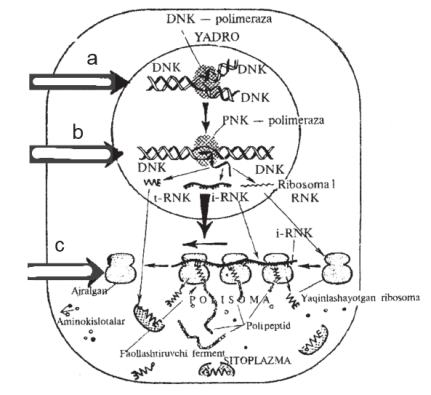 DNK — polimeraza
YADRO
a
DNK
DNK
DNK
b
PNK — polimeraza
DNK
DNK
t-RNK
i-RNK
Ribosomal
RNK
i-RNK
c
Ajralgan
POLISOMA
Yaqinlashayotgan ribosoma
Aminokislotalar
Polipeptid
Faollashtiruvchi ferment
SITOPLAZMA